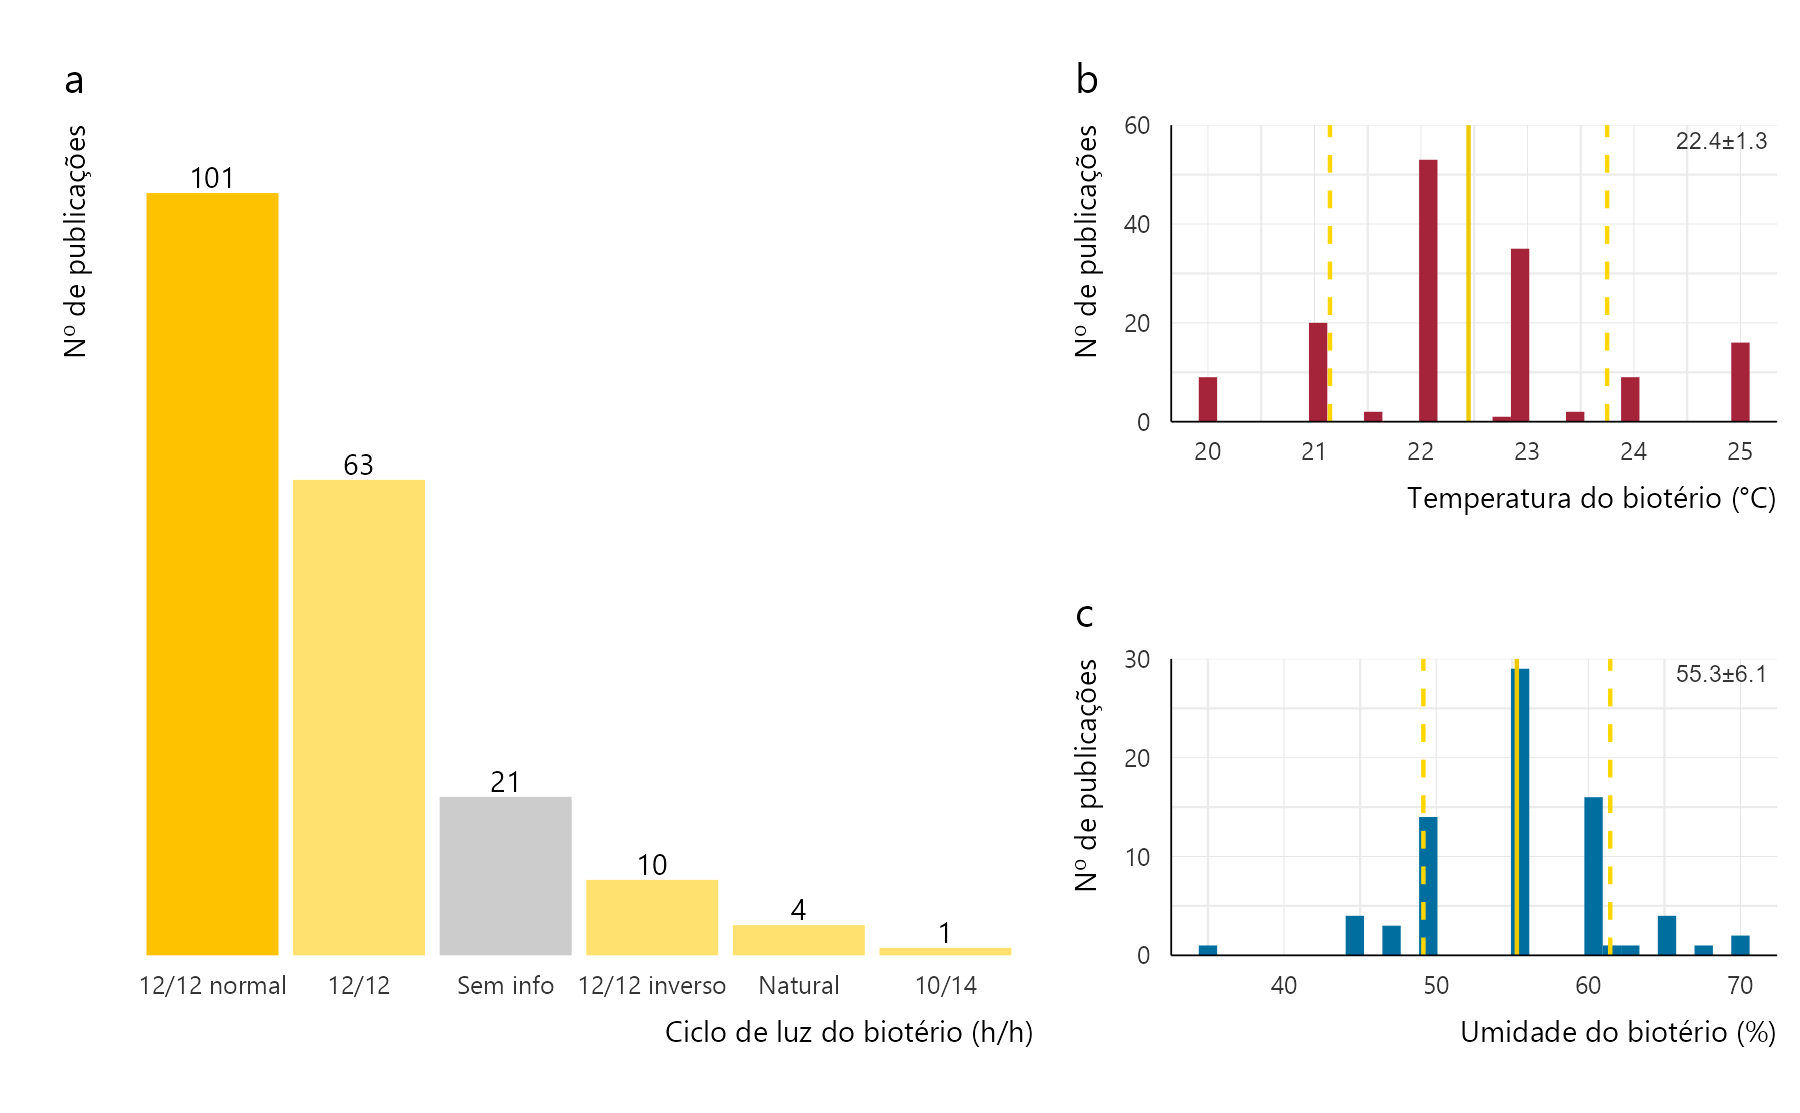 a
Nº de publicações
101
63
21
10
4
1
12/12 normal
12/12
Sem info
12/12 inverso
Natural
10/14
Ciclo de luz do biotério (h/h)
b
Nº de publicações
60
40
20
0
22.4±1.3
20
21
22
23
24
25
Temperatura do biotério (°C)
c
Nº de publicações
30
20
10
0
55.3±6.1
40
50
60
70
Umidade do biotério (%)